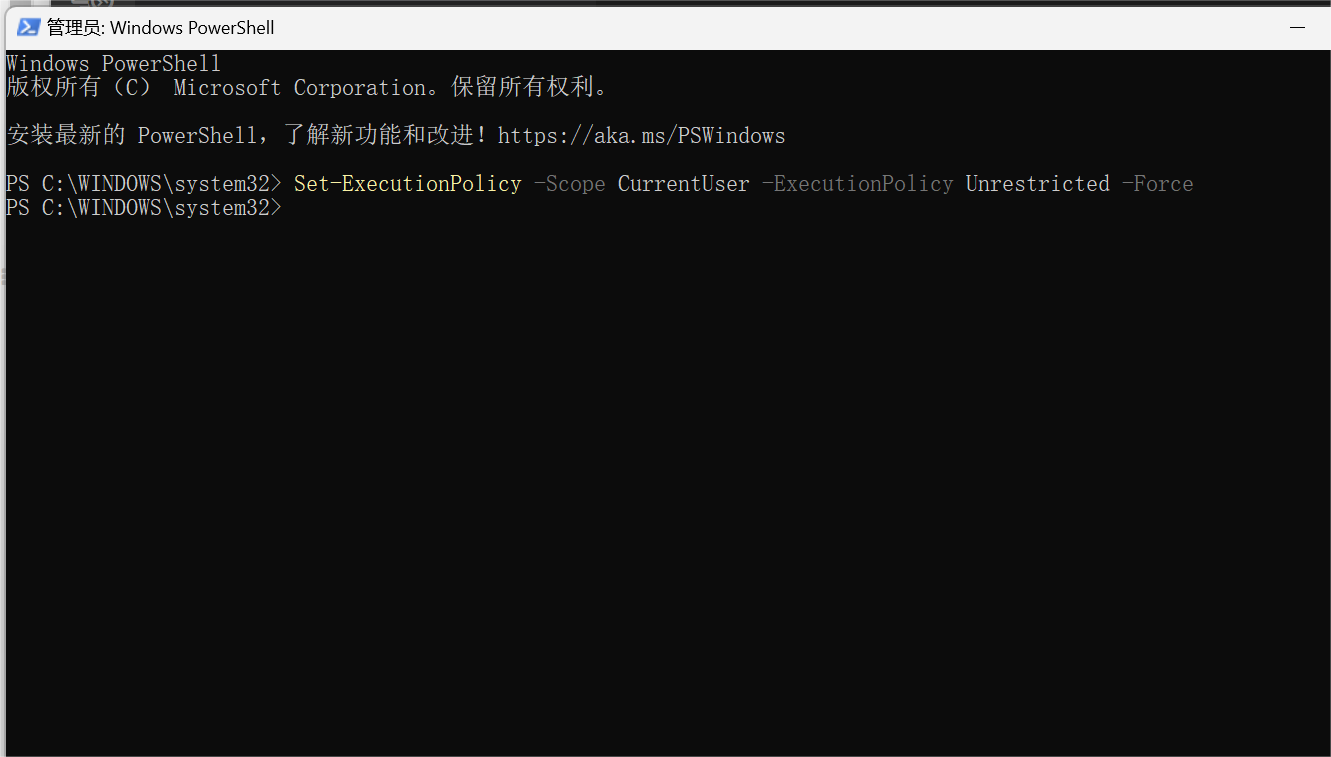 管理员: Windows PowerShell
Windows PowerShell
版权所有（C） Microsoft Corporation。保留所有权利。
安装最新的 PowerShell，了解新功能和改进！https://aka.ms/PSWindows
PS C:\WINDOWS\system32> Set-ExecutionPolicy -Scope CurrentUser -ExecutionPolicy Unrestricted -Force
PS C:\WINDOWS\system32>